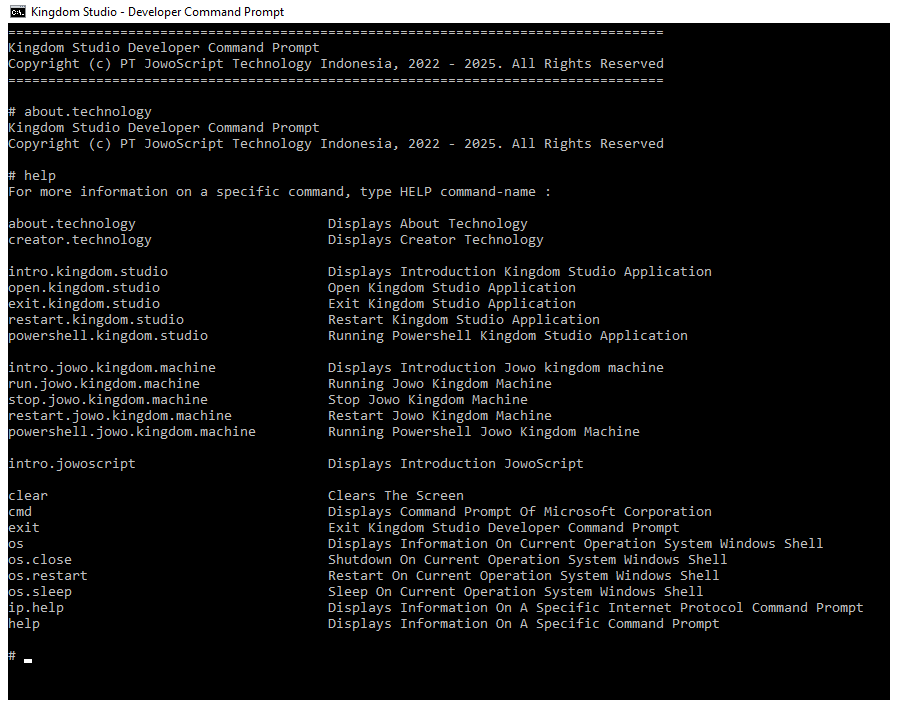 Kingdom Studio - Developer Command Prompt
==================================================================================
Kingdom Studio Developer Command Prompt
Copyright (c) PT JowoScript Technology Indonesia, 2022 - 2025. All Rights Reserved
==================================================================================
# about.technology
Kingdom Studio Developer Command Prompt
Copyright (c) PT JowoScript Technology Indonesia, 2022 - 2025. All Rights Reserved
# help
For more information on a specific command, type HELP command-name :
about.technology Displays About Technology
creator.technology Displays Creator Technology
intro.kingdom.studio Displays Introduction Kingdom Studio Application
open.kingdom.studio Open Kingdom Studio Application
exit.kingdom.studio Exit Kingdom Studio Application
restart.kingdom.studio Restart Kingdom Studio Application
powershell.kingdom.studio Running Powershell Kingdom Studio Application
intro.jowo.kingdom.machine Displays Introduction Jowo kingdom machine
run.jowo.kingdom.machine Running Jowo Kingdom Machine
stop.jowo.kingdom.machine Stop Jowo Kingdom Machine
restart.jowo.kingdom.machine Restart Jowo Kingdom Machine
powershell.jowo.kingdom.machine Running Powershell Jowo Kingdom Machine
intro.jowoscript Displays Introduction JowoScript
clear Clears The Screen
cmd Displays Command Prompt Of Microsoft Corporation
exit Exit Kingdom Studio Developer Command Prompt
os Displays Information On Current Operation System Windows Shell
os.close Shutdown On Current Operation System Windows Shell
os.restart Restart On Current Operation System Windows Shell
os.sleep Sleep On Current Operation System Windows Shell
ip.help Displays Information On A Specific Internet Protocol Command Prompt
help Displays Information On A Specific Command Prompt
#